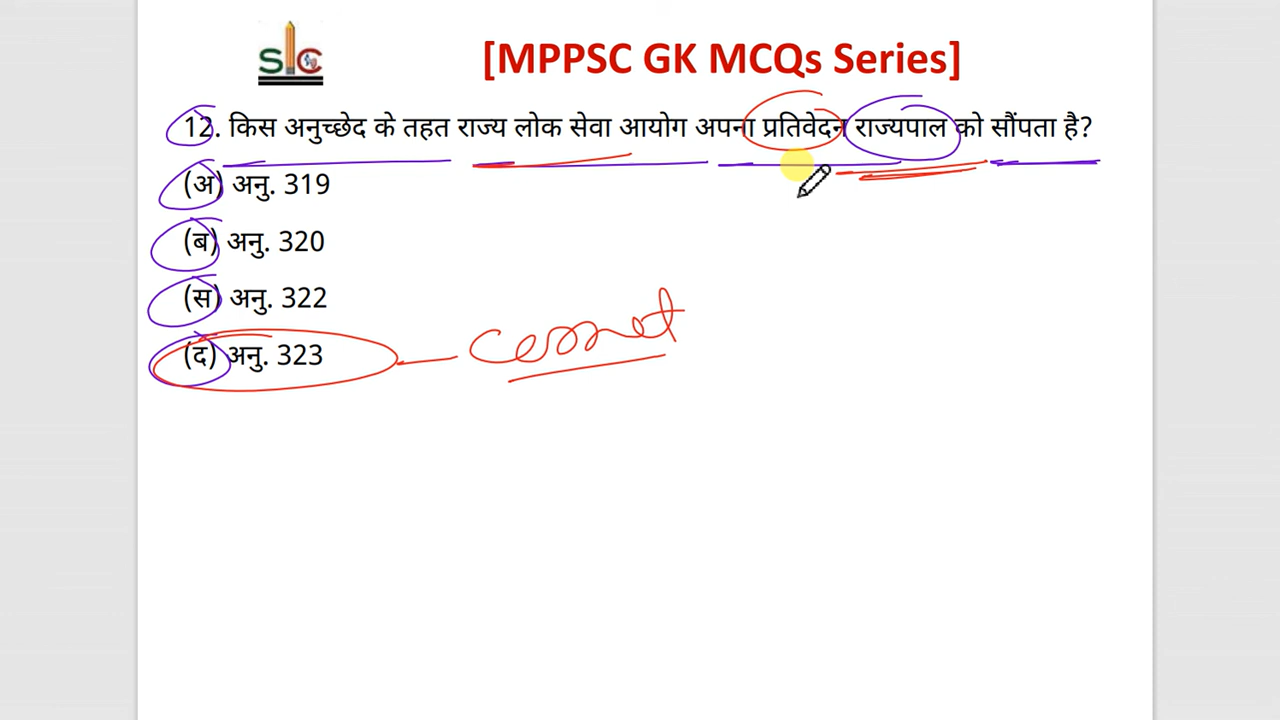 SIC
[MPPSC GK MCQs Series]
12. किस अनुच्छेद के तहत राज्य लोक सेवा आयोग अपना प्रतिवेदन राज्यपाल को सौंपता है?
(अ) अनु. 319
(ब) अनु. 320
(स) अनु. 322
(द) अनु. 323